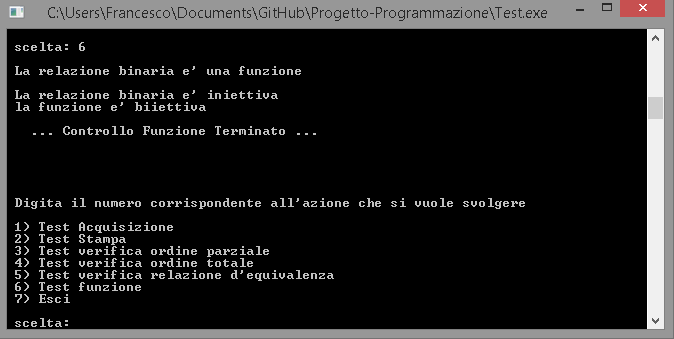 C:\Users\Francesco\Documents\GitHub\Progetto-Programmazione\Test.exe
scelta: 6
La relazione binaria e' una funzione
La relazione binaria e' iniettiva
la funzione e' biiettiva
... Controllo Funzione Terminato ...
Digita il numero corrispondente all'azione che si vuole svolgere
1) Test Acquisizione
2) Test Stampa
3) Test verifica ordine parziale
4) Test verifica ordine totale
5) Test verifica relazione d'equivalenza
6) Test funzione
7) Esci
scelta: